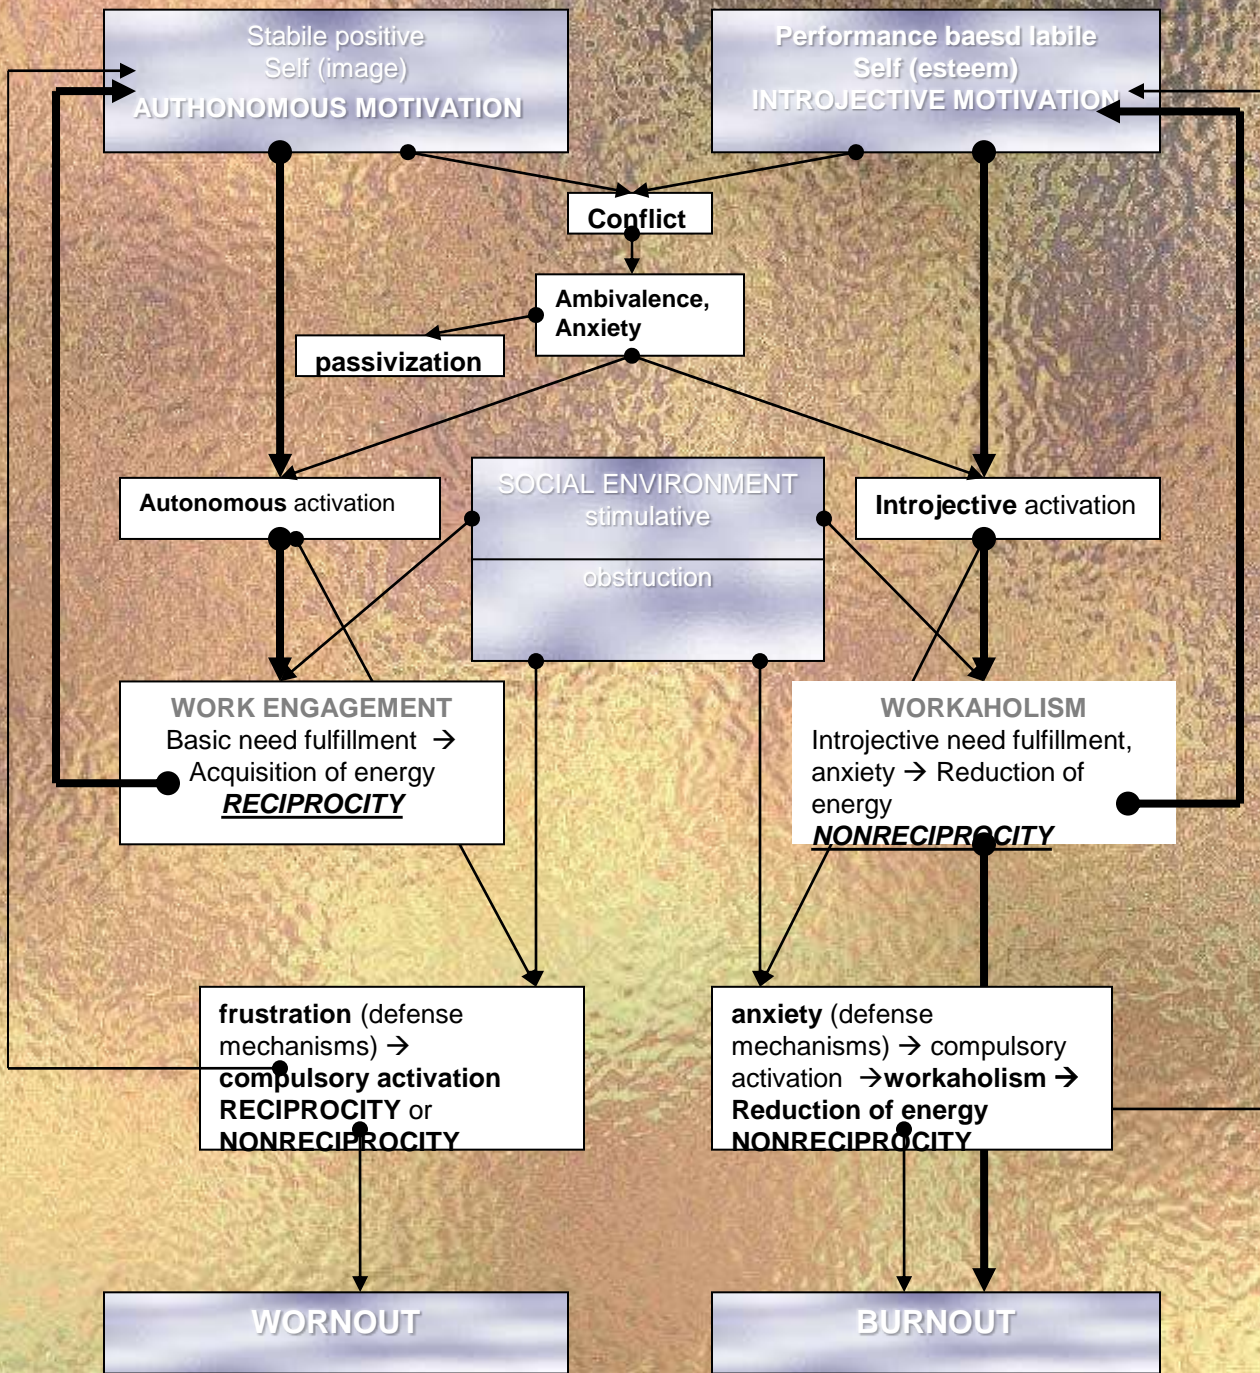 Stabile positive
Self (image)
AUTHONOMOUS MOTIVATION
Performance baesd labile
Self (esteem)
INTROJECTIVE MOTIVATION
Conflict
Ambivalence,
Anxiety
passivization
Autonomous activation
SOCIAL ENVIRONMENT
stimulative
obstruction
Introjective activation
WORK ENGAGEMENT
Basic need fulfillment →
Acquisition of energy
RECIPROCITY
WORKAHOLISM
Introjective need fulfillment,
anxiety → Reduction of
energy
NONRECIPROCITY
frustration (defense
mechanisms) →
compulsory activation
RECIPROCITY or
NONRECIPROCITY
anxiety (defense
mechanisms) → compulsory
activation →workaholism →
Reduction of energy
NONRECIPROCITY
WORNOUT
BURNOUT